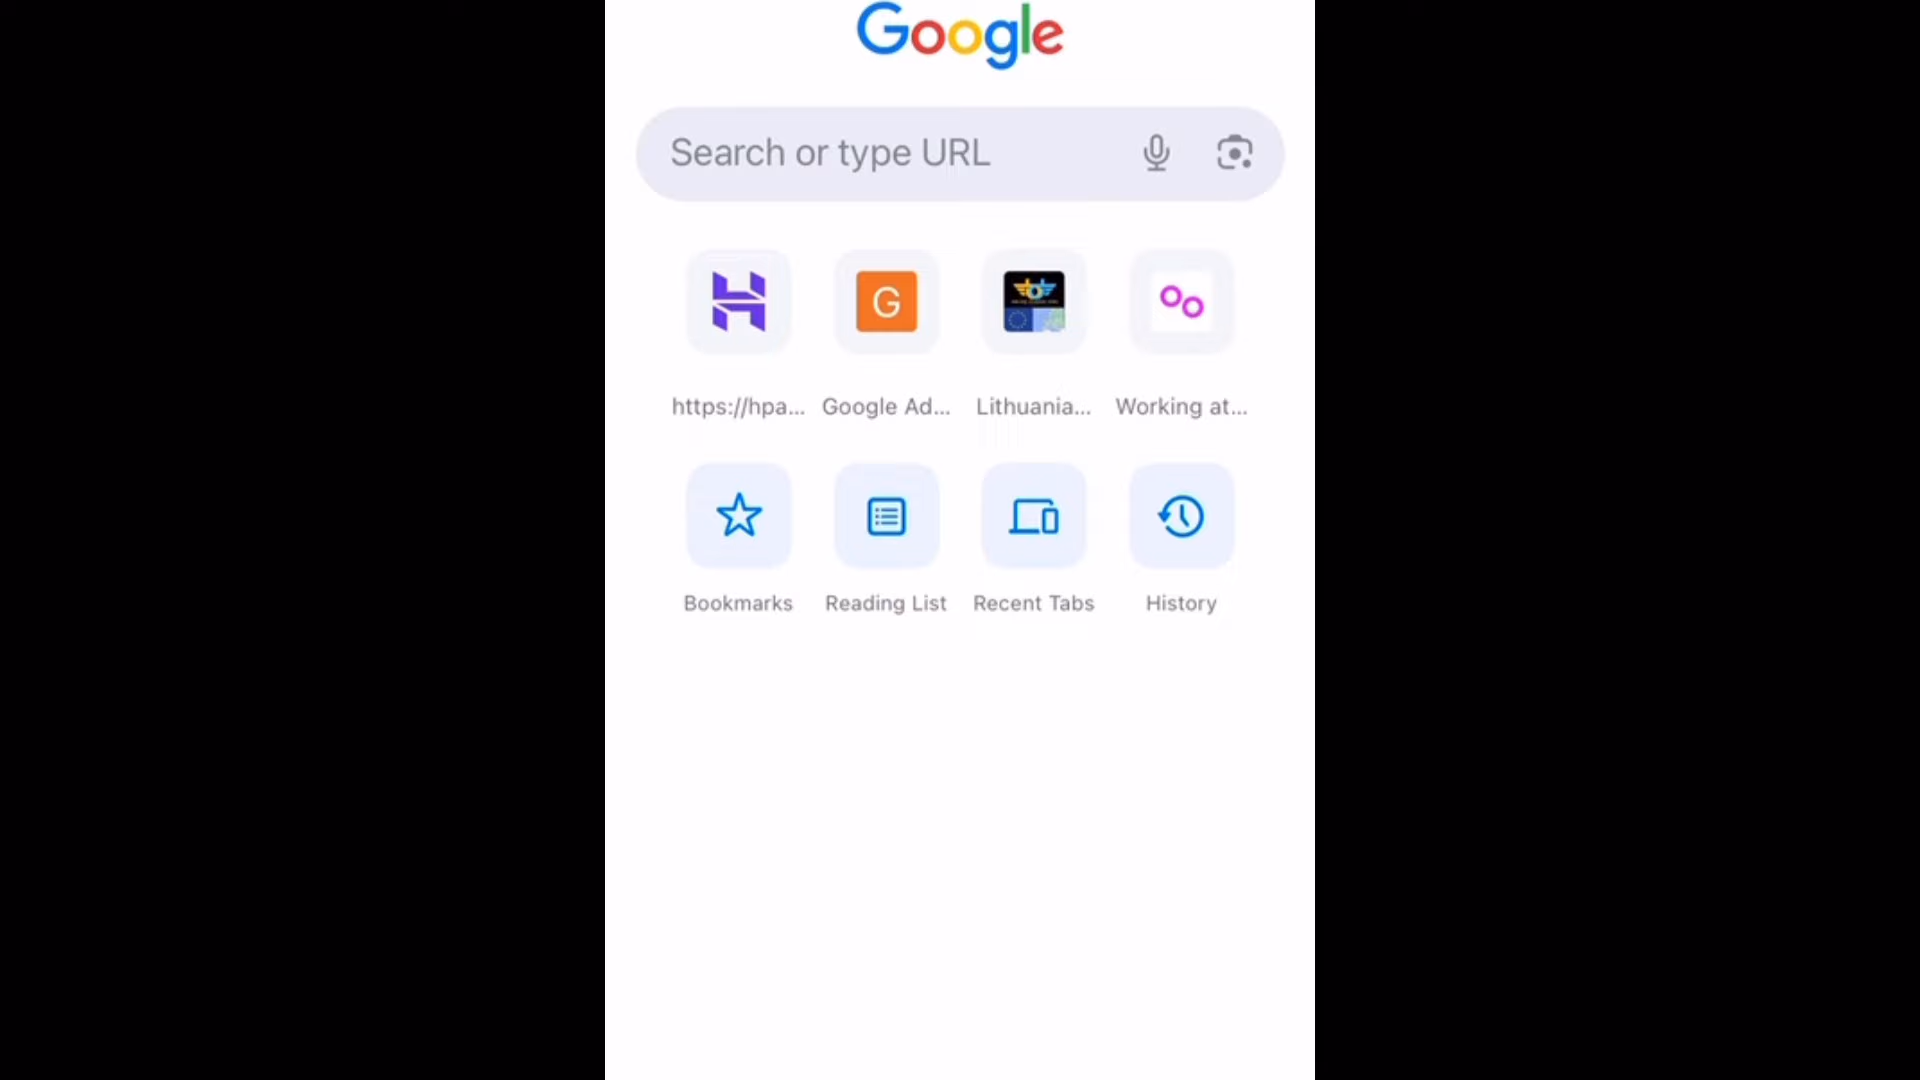 Google
Search or type URL
G
https://hpa... Google Ad... Lithuania... Working at...
Bookmarks Reading List Recent Tabs History